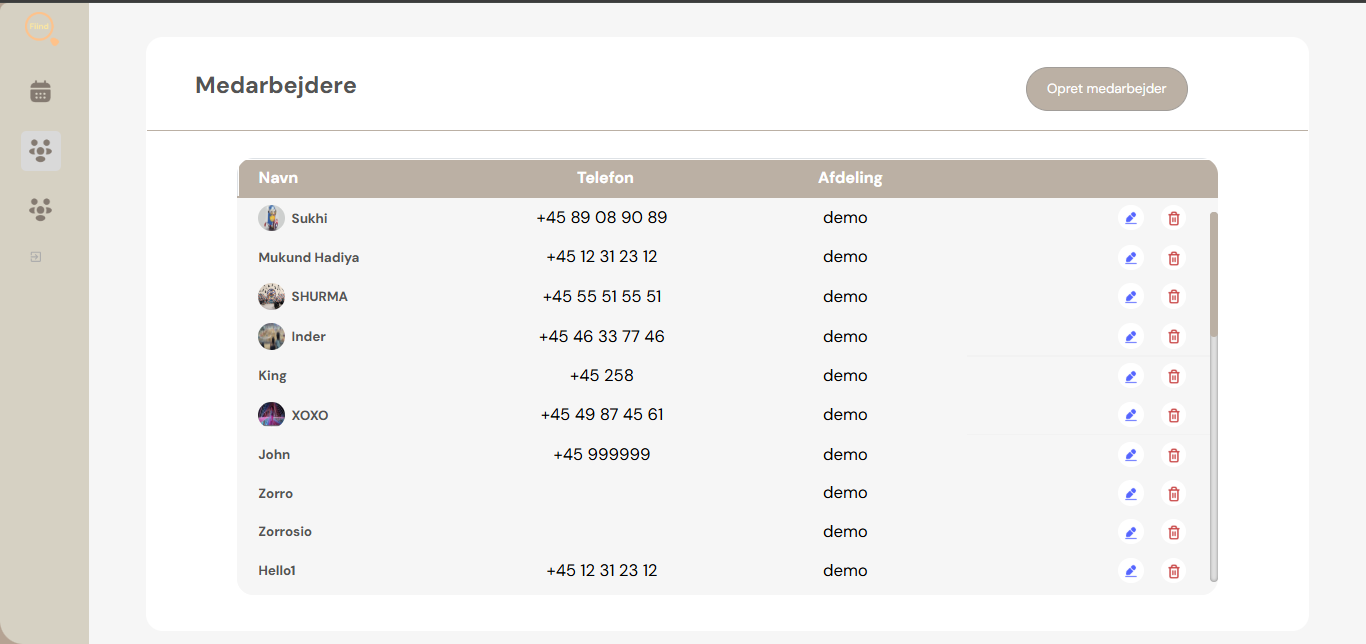 Flind
Medarbejdere
Opret medarbejder
Navn Telefon Afdeling
Sukhi +45 89 08 90 89 demo
Mukund Hadiya +45 12 31 23 12 demo
SHURMA +45 55 51 55 51 demo
Inder +45 46 33 77 46 demo
King +45 258 demo
XOXO +45 49 87 45 61 demo
John +45 999999 demo
Zorro demo
Zorrosio demo
Hello1 +45 12 31 23 12 demo